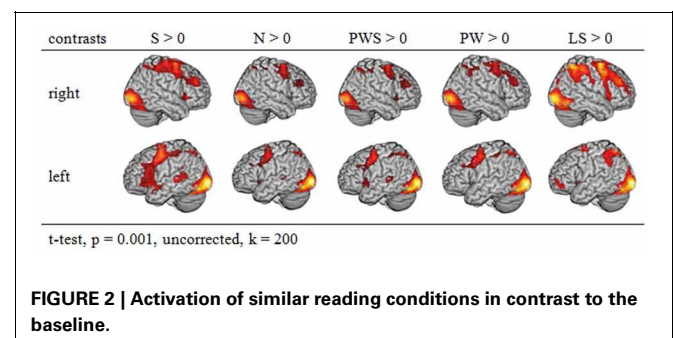 contrasts S > 0 N > 0 PWS > 0 PW > 0 LS > 0
right
left
t-test, p = 0.001, uncorrected, k = 200
FIGURE 2 | Activation of similar reading conditions in contrast to the
baseline.